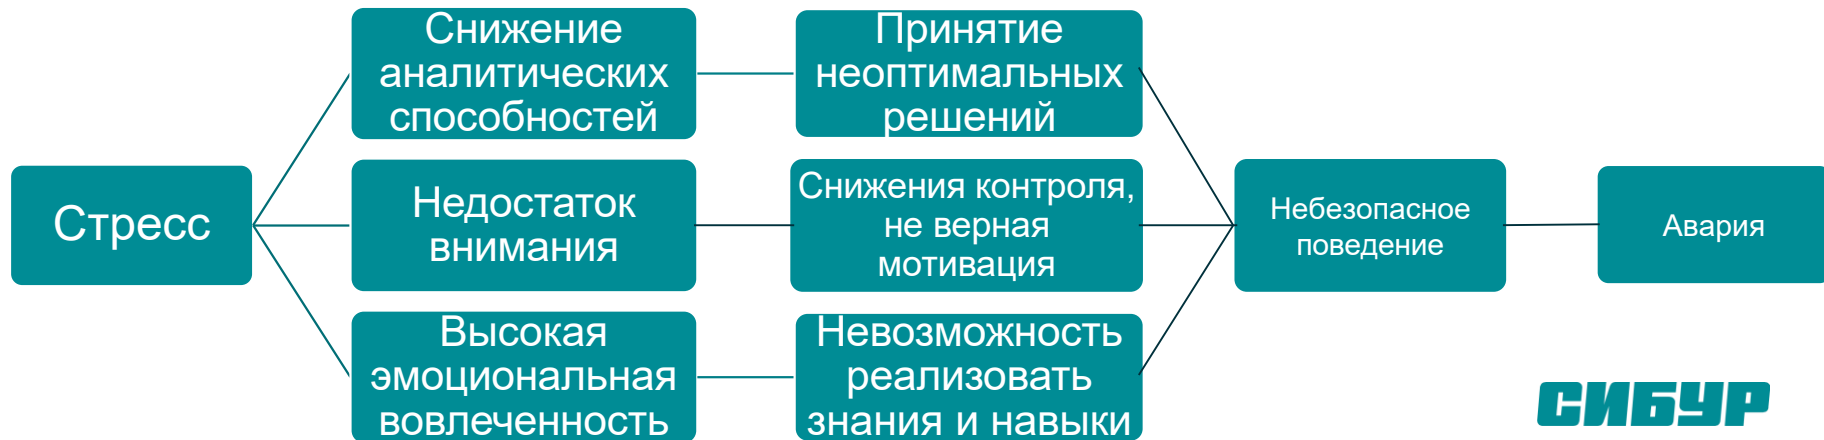 Стресс
Снижение
аналитических
способностей
Принятие
неоптимальных
решений
Недостаток
внимания
Снижения контроля,
не верная
мотивация
Высокая
эмоциональная
вовлеченность
Невозможность
реализовать
знания и навыки
Небезопасное
поведение
Авария
СИБУР